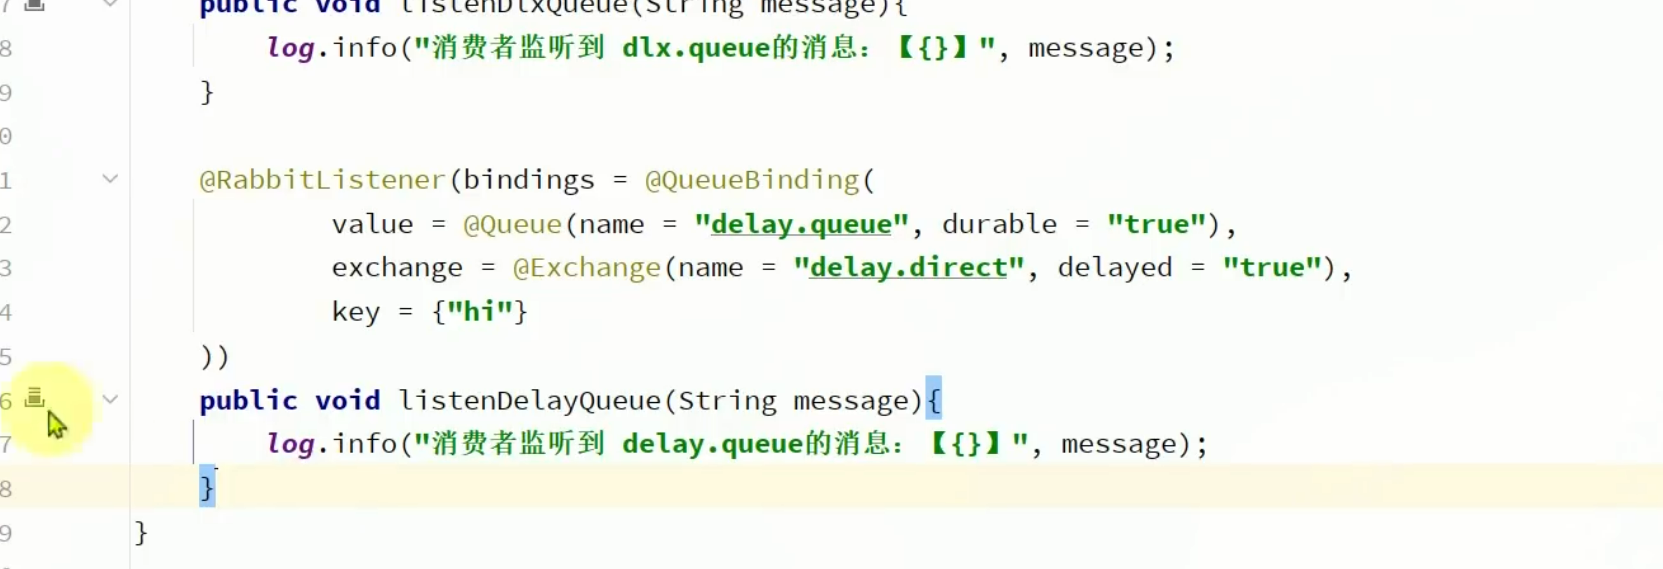 7 public void listenDlxQueue(String message){
8 log.info("消费者监听到 dlx.queue的消息：【{}】", message);
9 }
0
1 @RabbitListener(bindings = @QueueBinding(
2 value = @Queue(name = "delay.queue", durable = "true"),
3 exchange = @Exchange(name = "delay.direct", delayed = "true"),
4 key = {"hi"}
5 ))
6 public void listenDelayQueue(String message){
7 log.info("消费者监听到 delay.queue的消息：【{}】", message);
8 }
9 }